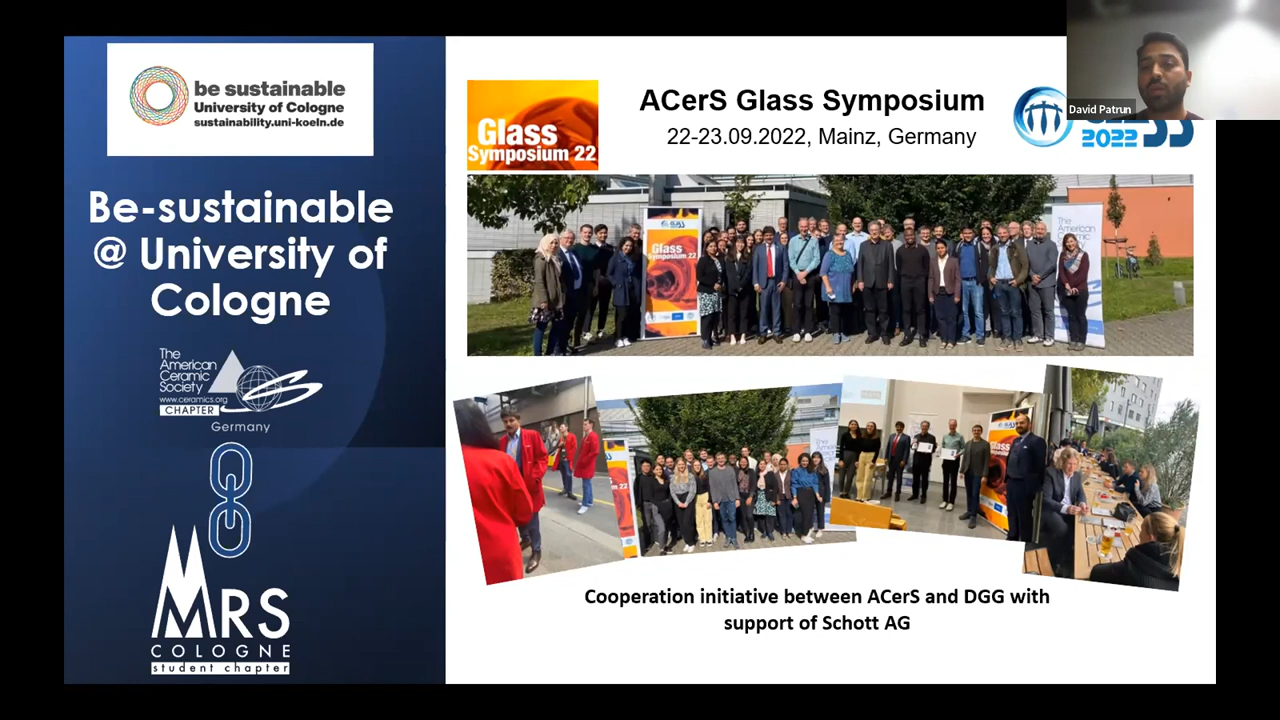 be sustainable
University of Cologne
sustainability.uni-koeln.de
Be-sustainable
@ University of
Cologne
The
American
Ceramic
Society
www.ceramics.org
CHAPTER
Germany
MRS
COLOGNE
student chapter
Glass
Symposium 22
ACerS Glass Symposium
22-23.09.2022, Mainz, Germany
2022
David Patrun
Glass
Symposium 22
The
American
Ceramic
Cooperation initiative between ACerS and DGG with
support of Schott AG